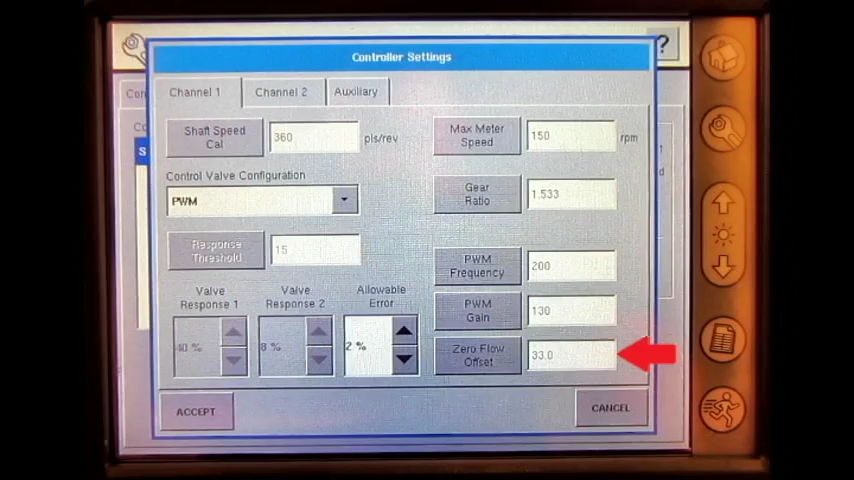 ?
Controller Settings
Channel 1
Channel 2
Auxiliary
Con
Shaft Speed
Cal
360
pls/rev
Max Meter
Speed
150
rpm
Co
S
Control Valve Configuration
PWM
Gear
Ratio
1.533
Response
Threshold
15
PWM
Frequency
200
Valve
Response 1
Valve
Response 2
Allowable
Error
PWM
Gain
130
40 %
8 %
2 %
Zero Flow
Offset
33.0
ACCEPT
CANCEL